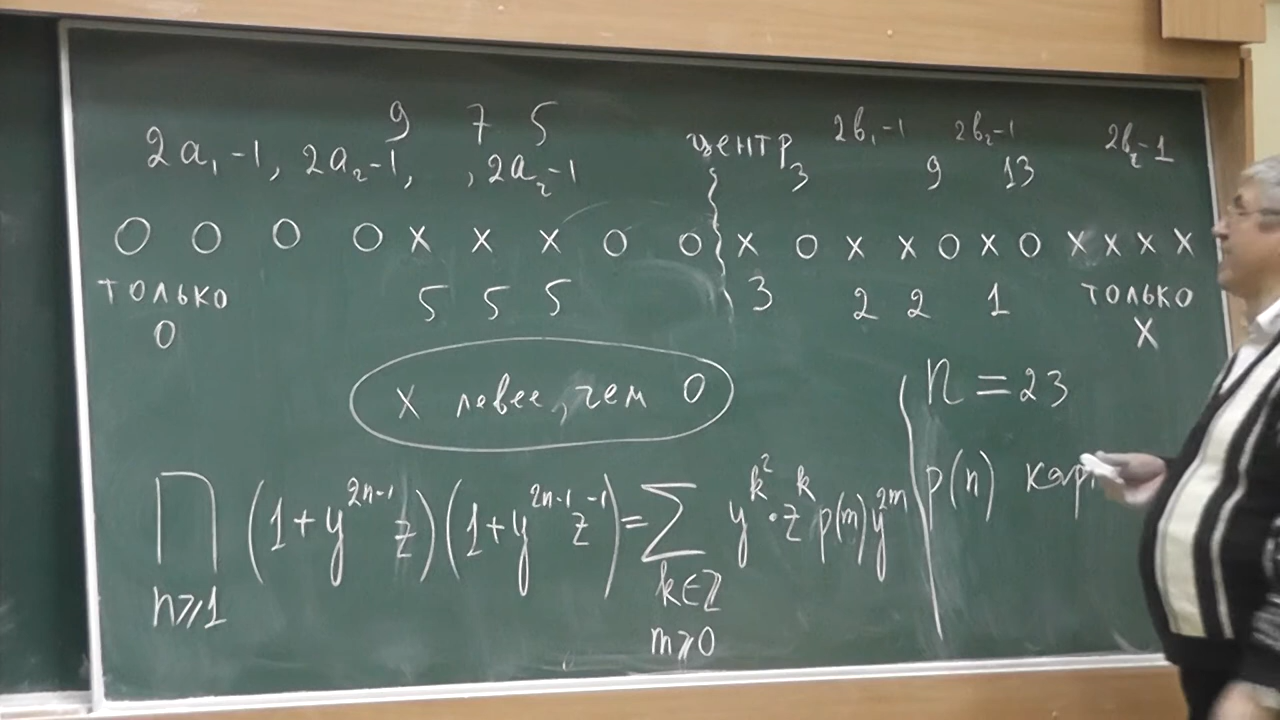 9 7 5 центр 2b₁-1 2b₂-1 2b_r-1
2a₁-1, 2a₂-1, , 2a_r-1 3 9 13
O O O O X X X O O X O X X O X O X X X X
только 5 5 5 3 2 2 1 только
O X
X левее, чем O
n = 23
p(n)
∏_{n≥1} (1+y^{2n-1}z)(1+y^{2n-1}z^{-1}) = ∑_{k∈ℤ, m≥0} y^{k²}·z^k p(m)y^{2m}